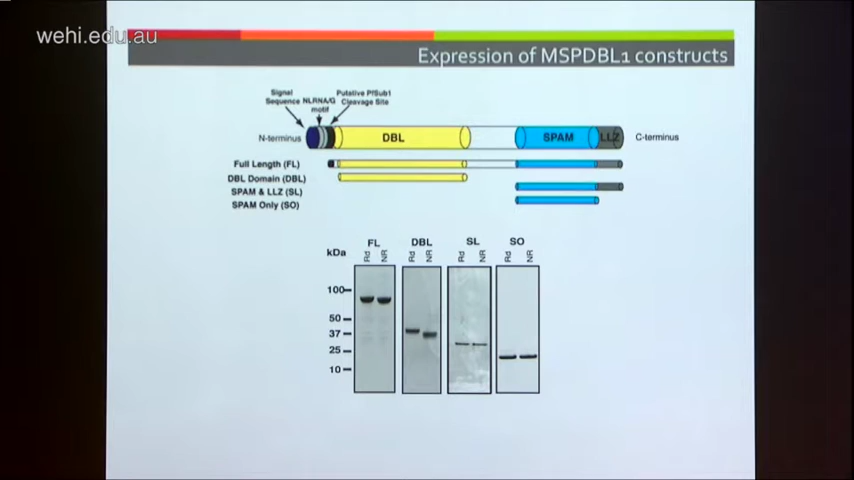 wehi.edu.au
Expression of MSPDBL1 constructs
Signal
Sequence
NLRNA/G
motif
Putative PfSub1
Cleavage Site
N-terminus
DBL
SPAM
LLZ
C-terminus
Full Length (FL)
DBL Domain (DBL)
SPAM & LLZ (SL)
SPAM Only (SO)
FL
DBL
SL
SO
kDa
Rd
NR
Rd
NR
Rd
NR
Rd
NR
100
50
37
25
10